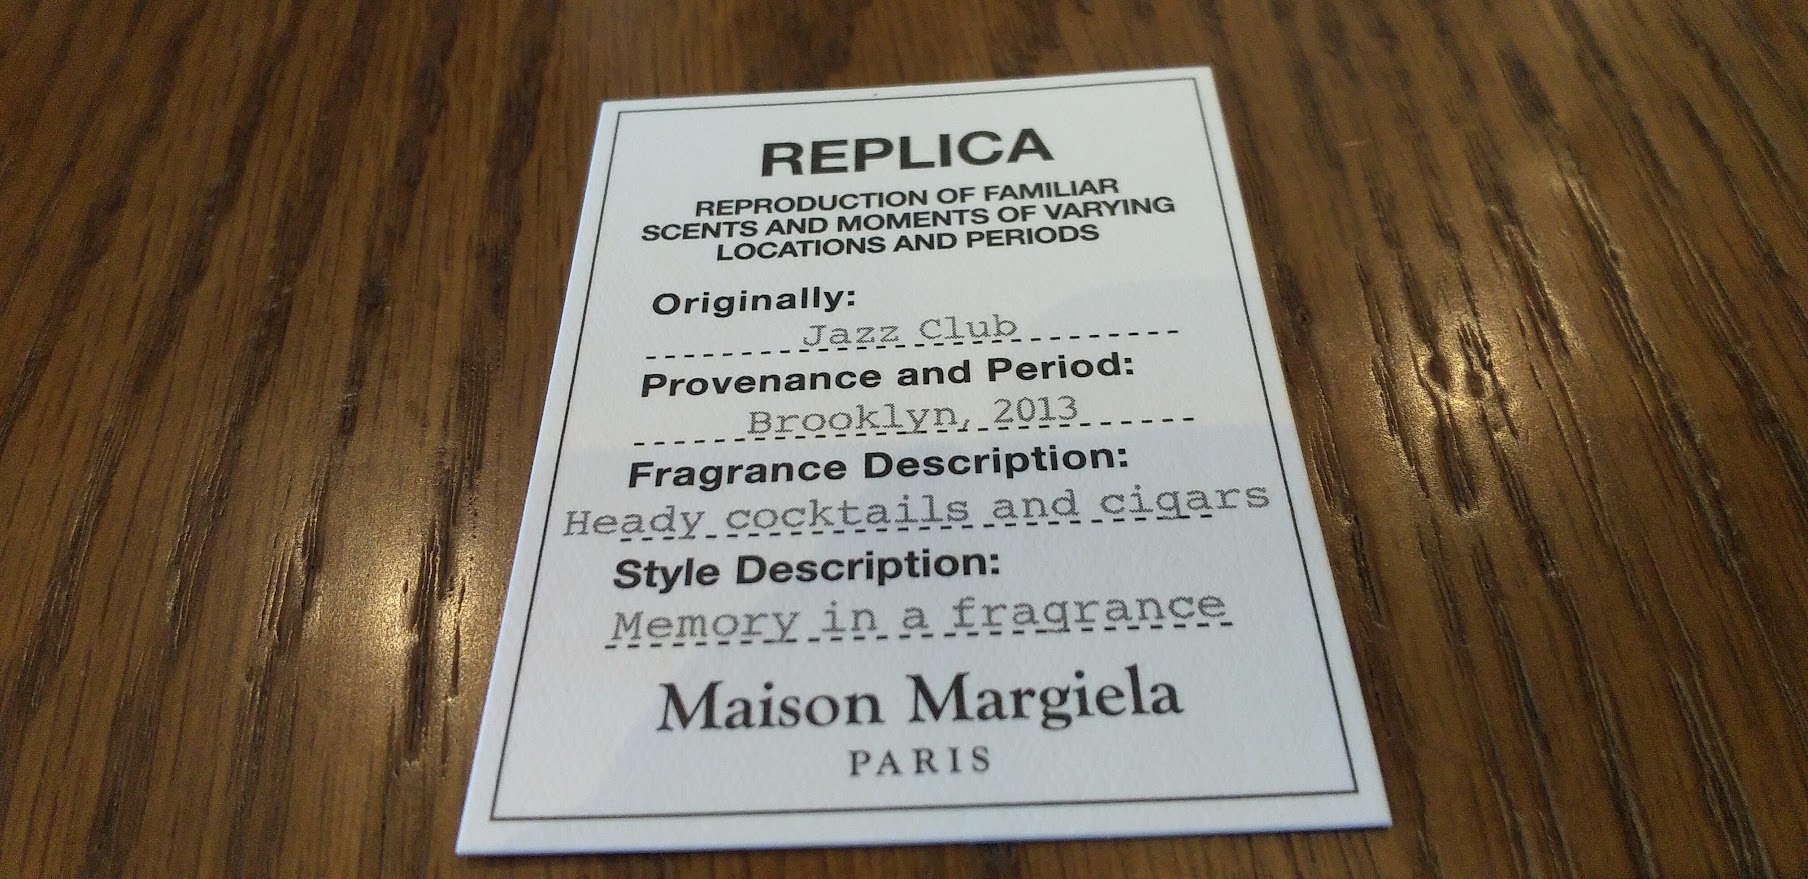 REPLICA
REPRODUCTION OF FAMILIAR
SCENTS AND MOMENTS OF VARYING
LOCATIONS AND PERIODS
Originally:
Jazz Club
Provenance and Period:
Brooklyn, 2013
Fragrance Description:
Heady cocktails and cigars
Style Description:
Memory in a fragrance
Maison Margiela
PARIS